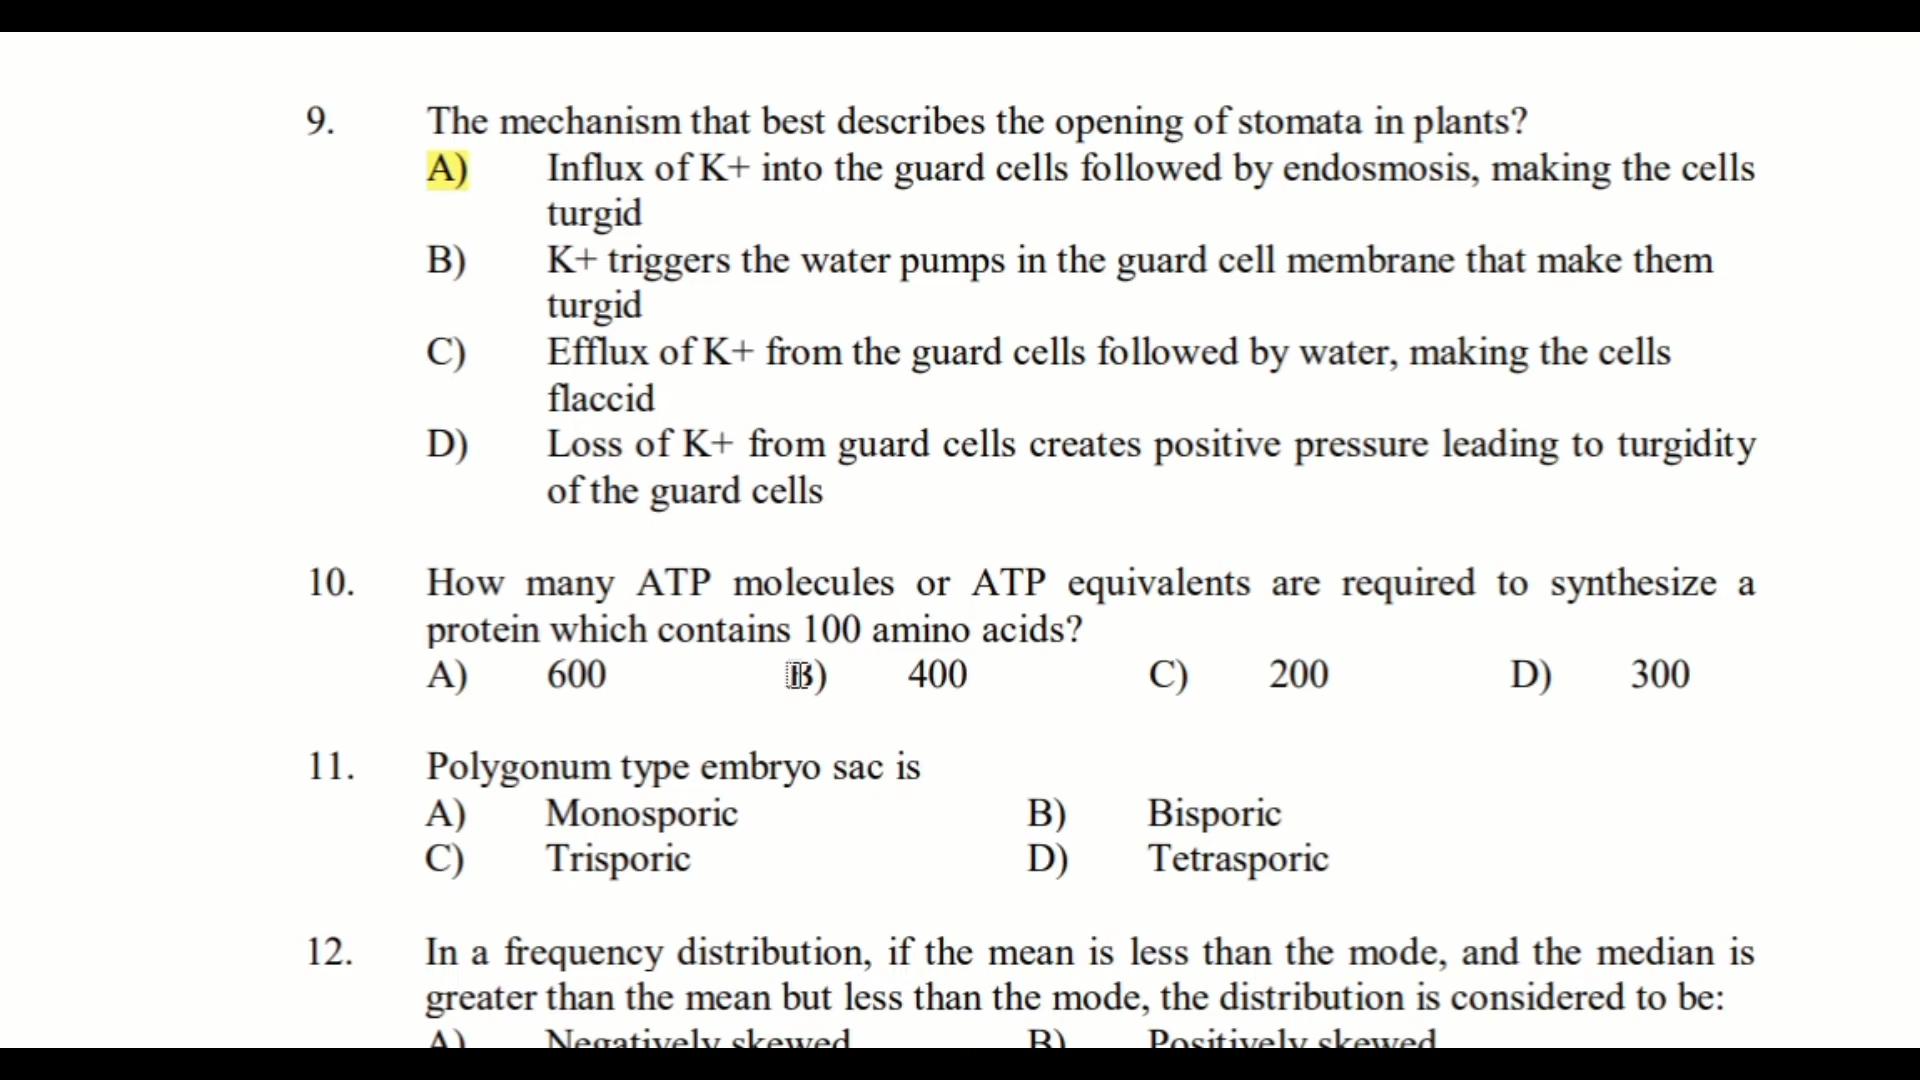 9. The mechanism that best describes the opening of stomata in plants?
A) Influx of K+ into the guard cells followed by endosmosis, making the cells
turgid
B) K+ triggers the water pumps in the guard cell membrane that make them
turgid
C) Efflux of K+ from the guard cells followed by water, making the cells
flaccid
D) Loss of K+ from guard cells creates positive pressure leading to turgidity
of the guard cells
10. How many ATP molecules or ATP equivalents are required to synthesize a
protein which contains 100 amino acids?
A) 600 B) 400 C) 200 D) 300
11. Polygonum type embryo sac is
A) Monosporic B) Bisporic
C) Trisporic D) Tetrasporic
12. In a frequency distribution, if the mean is less than the mode, and the median is
greater than the mean but less than the mode, the distribution is considered to be:
A) Negatively skewed B) Positively skewed